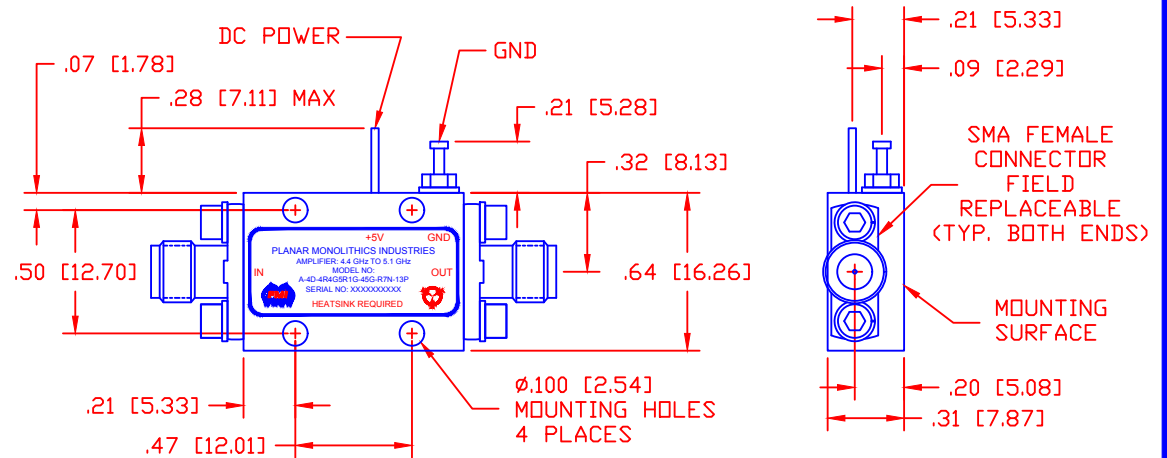 DC POWER
GND
.07 [1.78]
.28 [7.11] MAX
.21 [5.28]
.32 [8.13]
.50 [12.70]
.64 [16.26]
+5V GND
PLANAR MONOLITHICS INDUSTRIES
AMPLIFIER: 4.4 GHz TO 5.1 GHz
MODEL NO:
IN OUT
A-4D-4R4G5R1G-45G-R7N-13P
SERIAL NO: XXXXXXXXXX
PMI
HEATSINK REQUIRED
Ø.100 [2.54]
MOUNTING HOLES
4 PLACES
.21 [5.33]
.47 [12.01]
.21 [5.33]
.09 [2.29]
SMA FEMALE
CONNECTOR
FIELD
REPLACEABLE
(TYP. BOTH ENDS)
MOUNTING
SURFACE
.20 [5.08]
.31 [7.87]